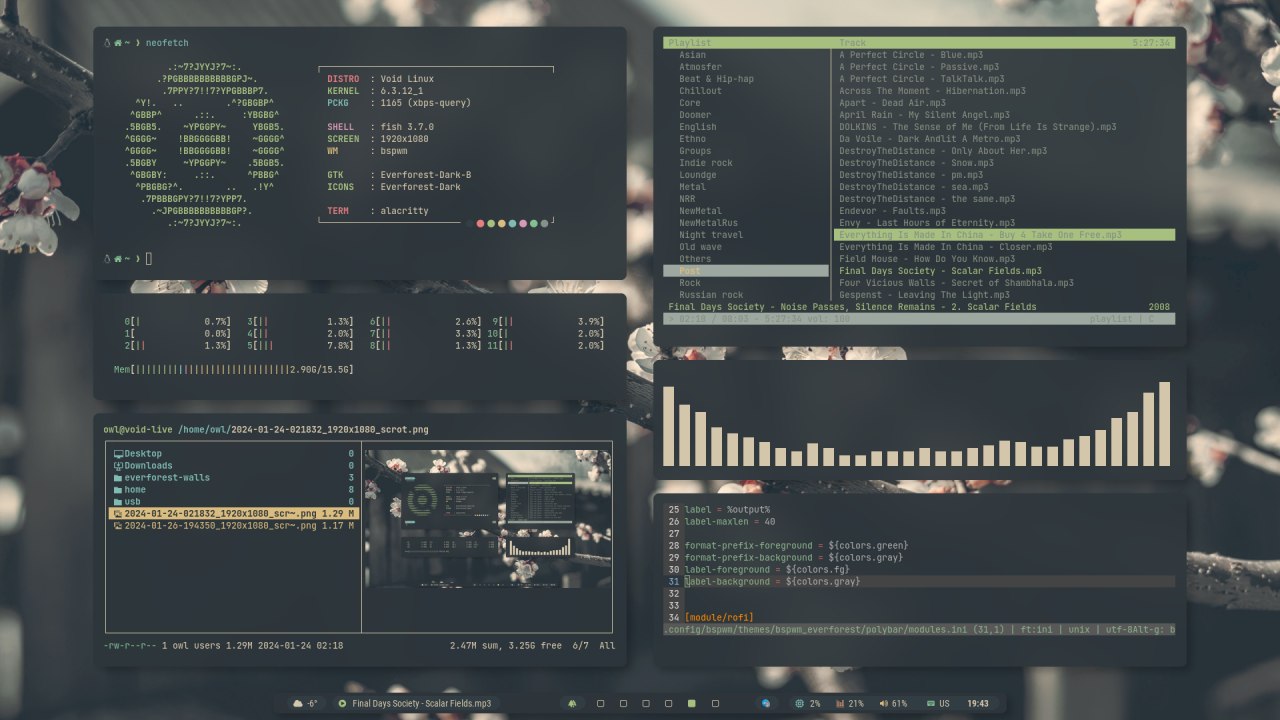 ~ ❱ neofetch
.:~7?JYYJ?7~:.
.?PGBBBBBBBBBBGPJ~.
.7PPY?7!!7?YPGBBBP7.
^Y!. .. .^?GBGBP^
^GBBP^ .::. :YBGBG^
.5BGB5. ~YPGGPY~ YBGB5.
^GGGG~ !BBGGGGBB! ~GGGG^
^GGGG~ !BBGGGGBB! ~GGGG^
.5BGBY ~YPGGPY~ .5BGB5.
^GBGBY: .::. ^PBBG^
^PBGBG?^. .. .!Y^
.7PBBBGPY?7!!7?YPP7.
.~JPGBBBBBBBBBBGP?.
.:~7?JYYJ?7~:.
DISTRO : Void Linux
KERNEL : 6.3.12_1
PCKG : 1165 (xbps-query)
SHELL : fish 3.7.0
SCREEN : 1920x1080
WM : bspwm
GTK : Everforest-Dark-B
ICONS : Everforest-Dark
TERM : alacritty
~ ❱
0[| 0.7%] 3[|| 1.3%] 6[|| 2.6%] 9[|| 3.9%]
1[ 0.0%] 4[|| 2.0%] 7[|| 3.3%] 10[| 2.0%]
2[|| 1.3%] 5[||| 7.8%] 8[|| 1.3%] 11[|| 2.0%]
Mem[|||||||||||||||||||||||||||||2.90G/15.5G]
owl@void-live /home/owl/2024-01-24-021832_1920x1080_scrot.png
Desktop 0
Downloads 0
everforest-walls 3
home 8
usb 0
2024-01-24-021832_1920x1080_scr~.png 1.29 M
2024-01-26-194350_1920x1080_scr~.png 1.17 M
-rw-r--r-- 1 owl users 1.29M 2024-01-24 02:18 2.47M sum, 3.25G free 6/7 All
Playlist Track 5:27:34
Asian A Perfect Circle - Blue.mp3
Atmosfer A Perfect Circle - Passive.mp3
Beat & Hip-hap A Perfect Circle - TalkTalk.mp3
Chillout Across The Moment - Hibernation.mp3
Core Apart - Dead Air.mp3
Doomer April Rain - My Silent Angel.mp3
English DOLKINS - The Sense of Me (From Life Is Strange).mp3
Ethno Da Voile - Dark Andlit A Metro.mp3
Groups DestroyTheDistance - Only About Her.mp3
Indie rock DestroyTheDistance - Snow.mp3
Loundge DestroyTheDistance - pm.mp3
Metal DestroyTheDistance - sea.mp3
NRR DestroyTheDistance - the same.mp3
NewMetal Endevor - Faults.mp3
NewMetalRus Envy - Last Hours of Eternity.mp3
Night travel Everything Is Made In China - Buy 4 Take One Free.mp3
Old wave Everything Is Made In China - Closer.mp3
Others Field Mouse - How Do You Know.mp3
Post Final Days Society - Scalar Fields.mp3
Rock Four Vicious Walls - Secret of Shambhala.mp3
Russian rock Gespenst - Leaving The Light.mp3
Final Days Society - Noise Passes, Silence Remains - 2. Scalar Fields 2008
> 02:18 / 08:03 - 5:27:34 vol: 100 playlist | C
25 label = %output%
26 label-maxlen = 40
27
28 format-prefix-foreground = ${colors.green}
29 format-prefix-background = ${colors.gray}
30 label-foreground = ${colors.fg}
31 label-background = ${colors.gray}
32
33
34 [module/rofi]
.config/bspwm/themes/bspwm_everforest/polybar/modules.ini (31,1) | ft:ini | unix | utf-8Alt-g: b
-6° Final Days Society - Scalar Fields.mp3 2% 21% 61% US 19:43